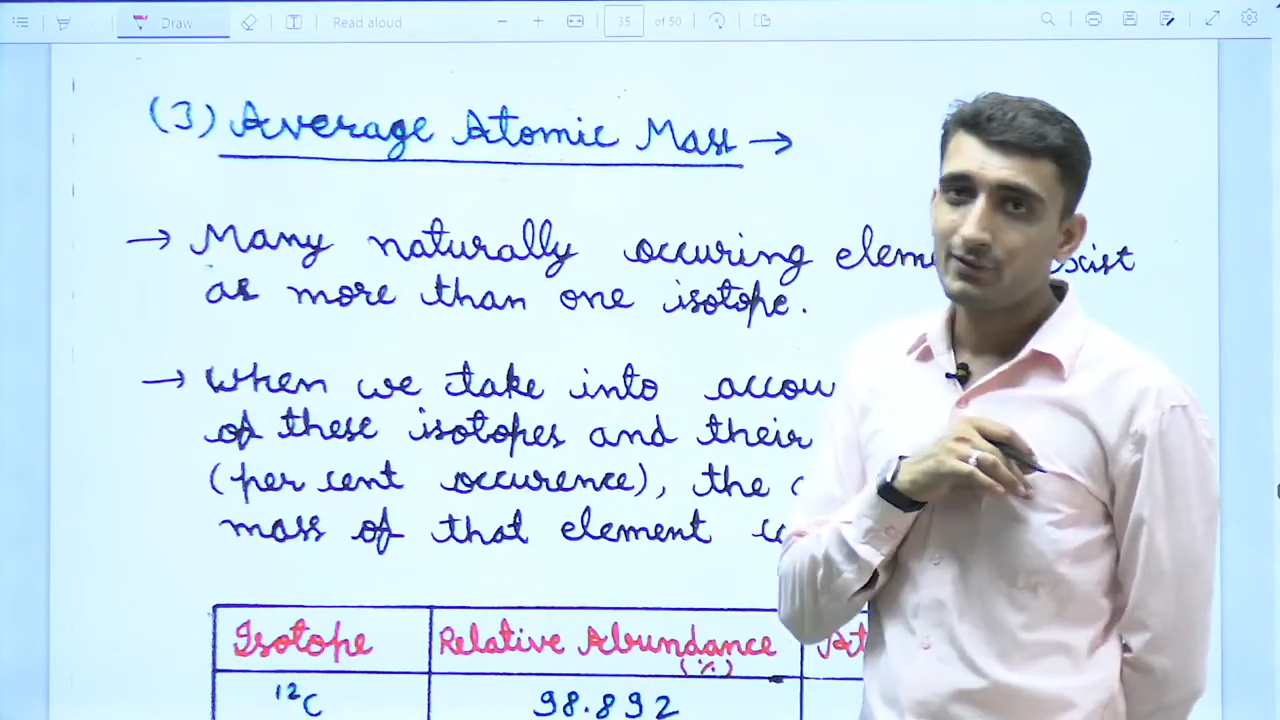 Draw
Read aloud
35 of 50
(3) Average Atomic Mass →
→ Many naturally occuring exist
as more than one isotope.
→ When we take into
of these isotopes and their
(per cent occurence), the
mass of that element
Isotope Relative Abundance
(%)
12C 98.892